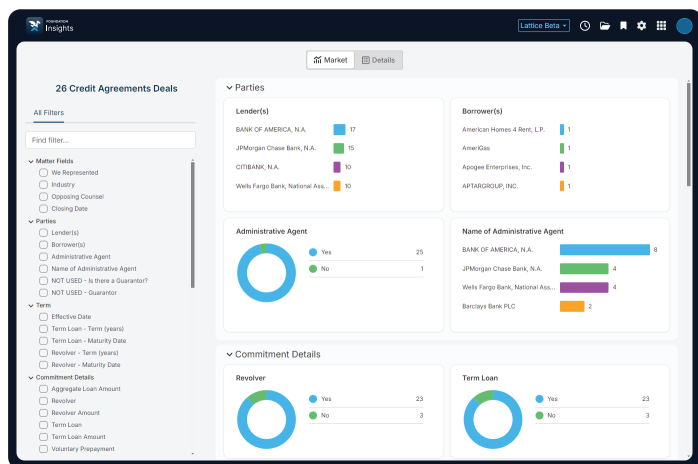 FOUNDATION
Insights
Lattice Beta
Market
Details
26 Credit Agreements Deals
All Filters
Find filter...
Matter Fields
We Represented
Industry
Opposing Counsel
Closing Date
Parties
Lender(s)
Borrower(s)
Administrative Agent
Name of Administrative Agent
NOT USED - Is there a Guarantor?
NOT USED - Guarantor
Term
Effective Date
Term Loan - Term (years)
Term Loan - Maturity Date
Revolver - Term (years)
Revolver - Maturity Date
Commitment Details
Aggregate Loan Amount
Revolver
Revolver Amount
Term Loan
Term Loan Amount
Voluntary Prepayment
Parties
Lender(s)
BANK OF AMERICA, N.A. 17
JPMorgan Chase Bank, N.A. 15
CITIBANK, N.A. 10
Wells Fargo Bank, National Ass... 10
Borrower(s)
American Homes 4 Rent, L.P. 1
AmeriGas 1
Apogee Enterprises, Inc. 1
APTARGROUP, INC. 1
Administrative Agent
Yes 25
No 1
Name of Administrative Agent
BANK OF AMERICA, N.A. 8
JPMorgan Chase Bank, N.A. 4
Wells Fargo Bank, National Ass... 4
Barclays Bank PLC 2
Commitment Details
Revolver
Yes 23
No 3
Term Loan
Yes 23
No 3